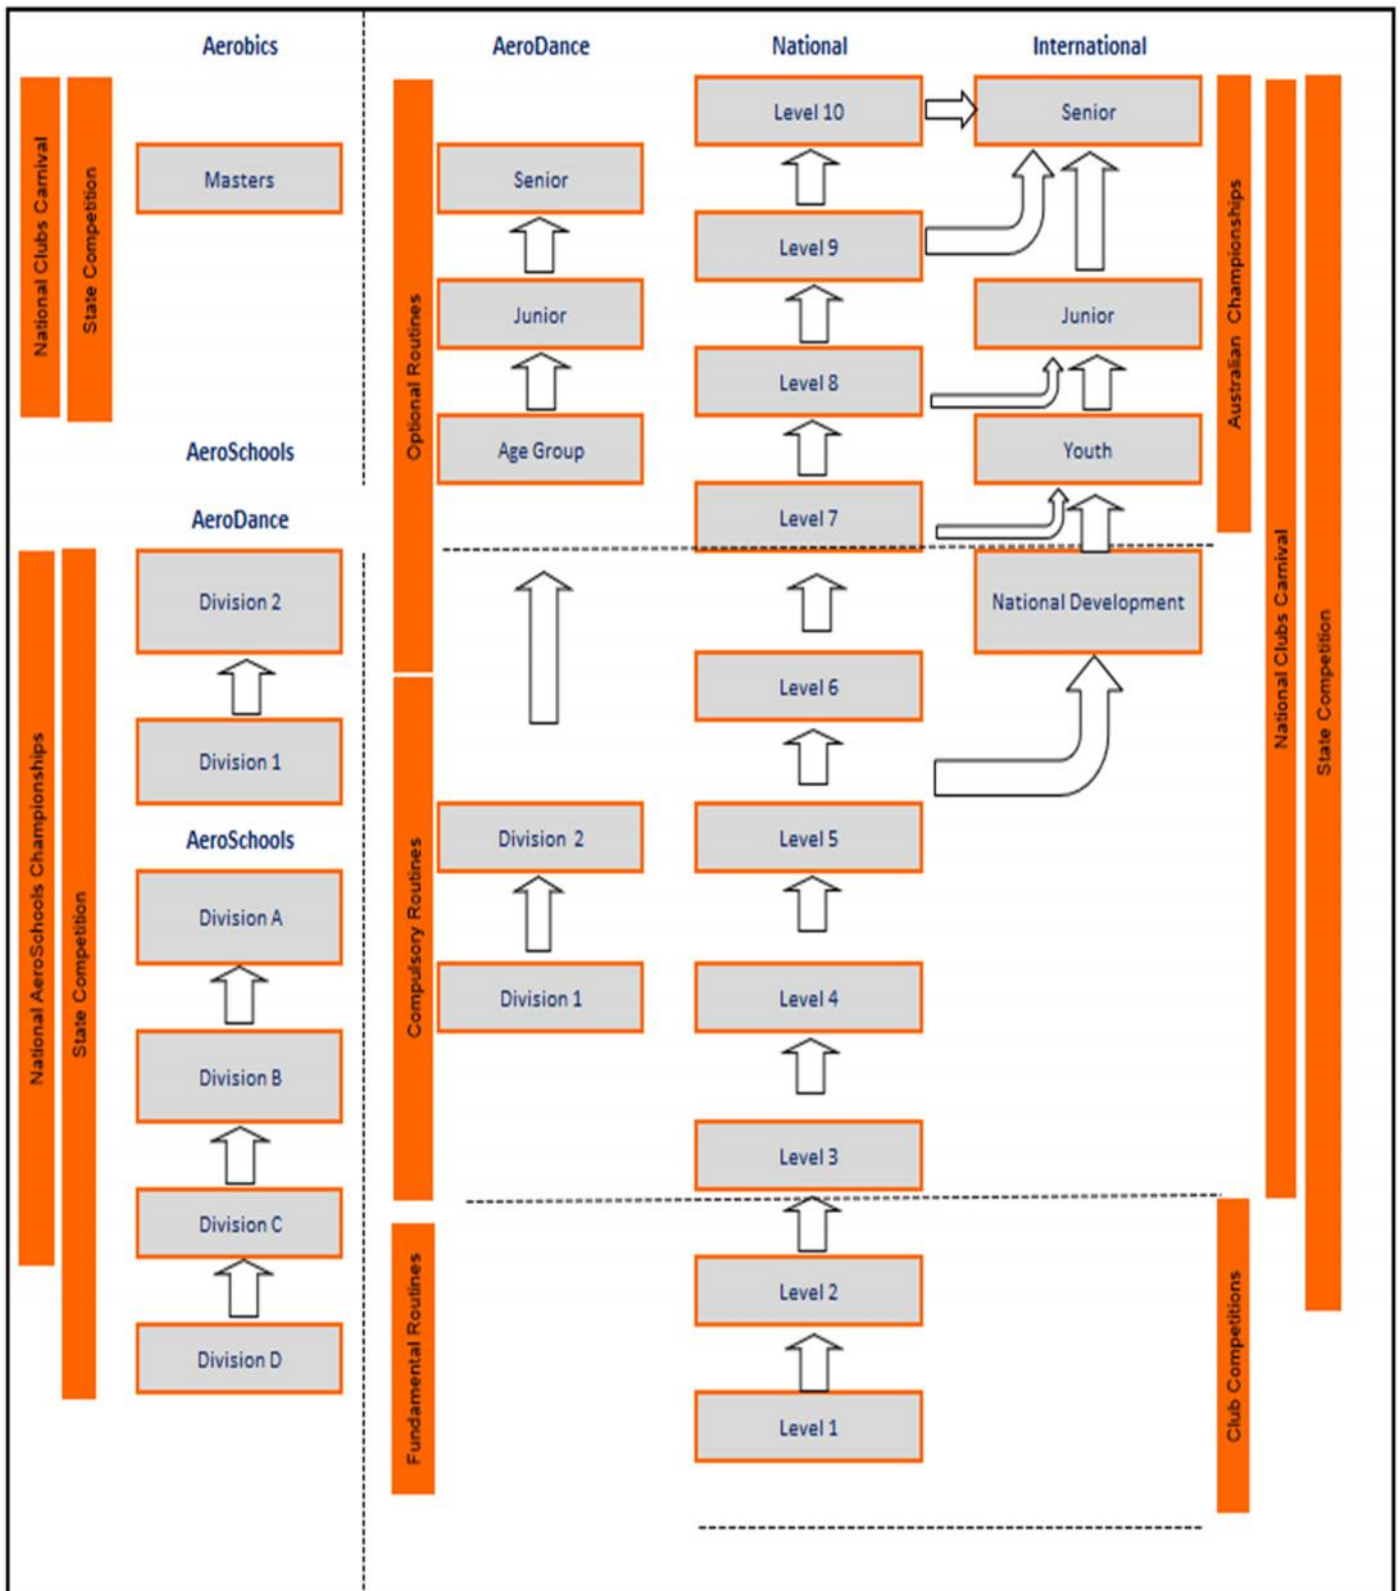 Aerobics
AeroDance
National
International
National Clubs Carnival
State Competition
Masters
AeroSchools
AeroDance
Division 2
Division 1
AeroSchools
Division A
Division B
Division C
Division D
National AeroSchools Championships
State Competition
Optional Routines
Compulsory Routines
Fundamental Routines
Senior
Junior
Age Group
Division 2
Division 1
Level 10
Level 9
Level 8
Level 7
Level 6
Level 5
Level 4
Level 3
Level 2
Level 1
Senior
Junior
Youth
National Development
Australian Championships
National Clubs Carnival
State Competition
Club Competitions